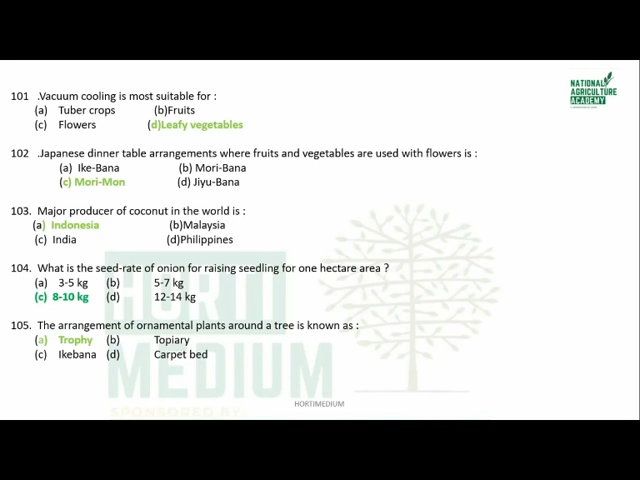 NATIONAL
AGRICULTURE
ACADEMY
101 .Vacuum cooling is most suitable for :
(a) Tuber crops (b)Fruits
(c) Flowers (d)Leafy vegetables
102 .Japanese dinner table arrangements where fruits and vegetables are used with flowers is :
(a) Ike-Bana (b) Mori-Bana
(c) Mori-Mon (d) Jiyu-Bana
103. Major producer of coconut in the world is :
(a) Indonesia (b)Malaysia
(c) India (d)Philippines
104. What is the seed-rate of onion for raising seedling for one hectare area ?
(a) 3-5 kg (b) 5-7 kg
(c) 8-10 kg (d) 12-14 kg
105. The arrangement of ornamental plants around a tree is known as :
(a) Trophy (b) Topiary
(c) Ikebana (d) Carpet bed
HORTI
MEDIUM
SPONSORED BY
HORTIMEDIUM